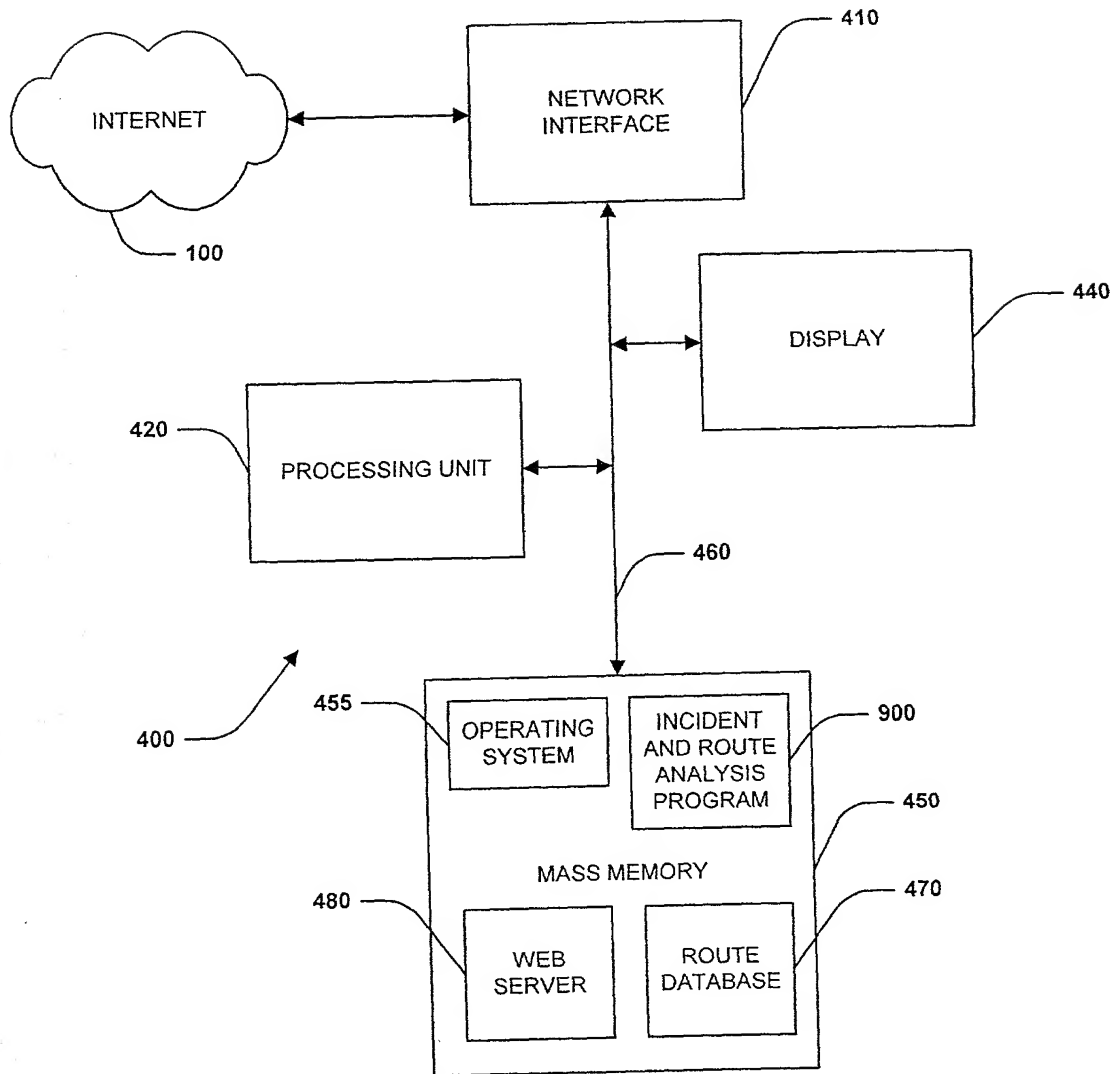 410
INTERNET
NETWORK
INTERFACE
100
440
DISPLAY
420
PROCESSING UNIT
460
455
OPERATING
SYSTEM
INCIDENT
AND ROUTE
ANALYSIS
PROGRAM
900
400
450
MASS MEMORY
480
470
WEB
SERVER
ROUTE
DATABASE